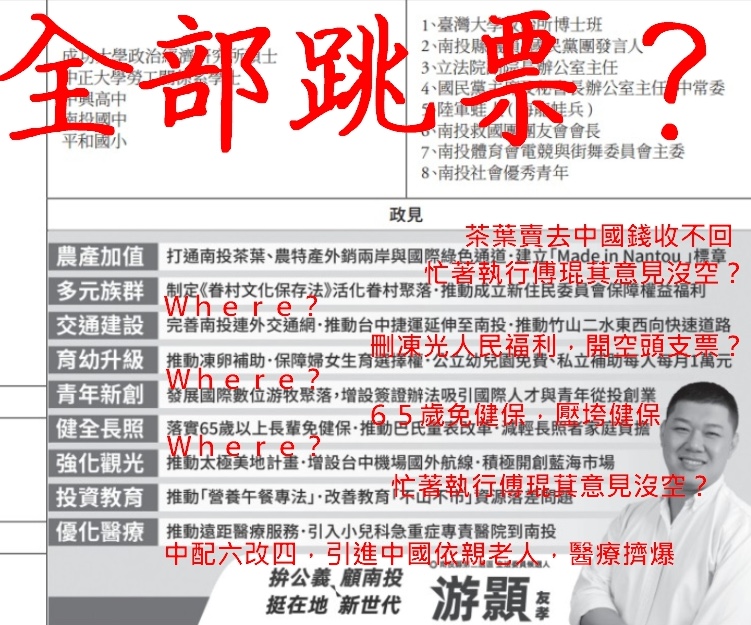 全部跳票？
成功大學政治經濟研究所碩士
中正大學勞工關係系學士
中興高中
南投國中
平和國小
1、臺灣大學 所博士班
2、南投縣 民黨團發言人
3、立法院 院長辦公室主任
4、國民黨主 長辦公室主任 中常委
5、陸軍蛙人(海龍蛙兵)
6、南投救國團團友會會長
7、南投體育會電競與街舞委員會主委
8、南投社會優秀青年
政見
茶葉賣去中國錢收不回
農產加值 打通南投茶葉、農特產外銷兩岸與國際綠色通道‧建立「Made in Nantou」標章
忙著執行傅琨萁意見沒空？
多元族群 制定《眷村文化保存法》活化眷村聚落‧推動成立新住民委員會保障權益福利
Where？
交通建設 完善南投連外交通網‧推動台中捷運延伸至南投‧推動竹山二水東西向快速道路
刪凍光人民福利，開空頭支票？
育幼升級 推動凍卵補助‧保障婦女生育選擇權‧公立幼兒園免費、私立補助每人每月1萬元
Where？
青年新創 發展國際數位游牧聚落，增設簽證辦法吸引國際人才與青年從投創業
65歲免健保，壓垮健保
健全長照 落實65歲以上長輩免健保‧推動巴氏量表改革‧減輕長照者家庭負擔
Where？
強化觀光 推動太極美地計畫‧增設台中機場國外航線‧積極開創藍海市場
忙著執行傅琨萁意見沒空？
投資教育 推動「營養午餐專法」‧改善教育「不山不市」資源落差問題
優化醫療 推動遠距醫療服務‧引入小兒科急重症專責醫院到南投
中配六改四，引進中國依親老人，醫療擠爆
拚公義、顧南投
挺在地 新世代
游顥
友孝